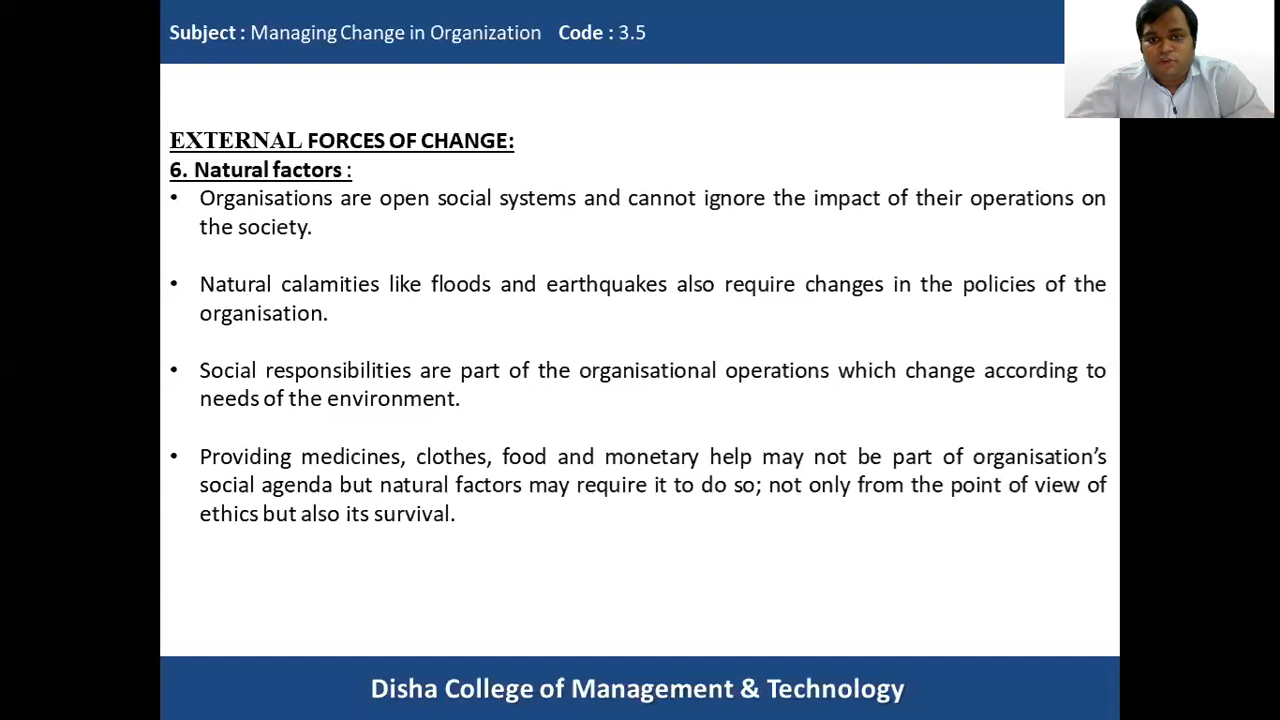 Subject : Managing Change in Organization Code : 3.5
EXTERNAL FORCES OF CHANGE:
6. Natural factors :
• Organisations are open social systems and cannot ignore the impact of their operations on
the society.
• Natural calamities like floods and earthquakes also require changes in the policies of the
organisation.
• Social responsibilities are part of the organisational operations which change according to
needs of the environment.
• Providing medicines, clothes, food and monetary help may not be part of organisation’s
social agenda but natural factors may require it to do so; not only from the point of view of
ethics but also its survival.
Disha College of Management & Technology